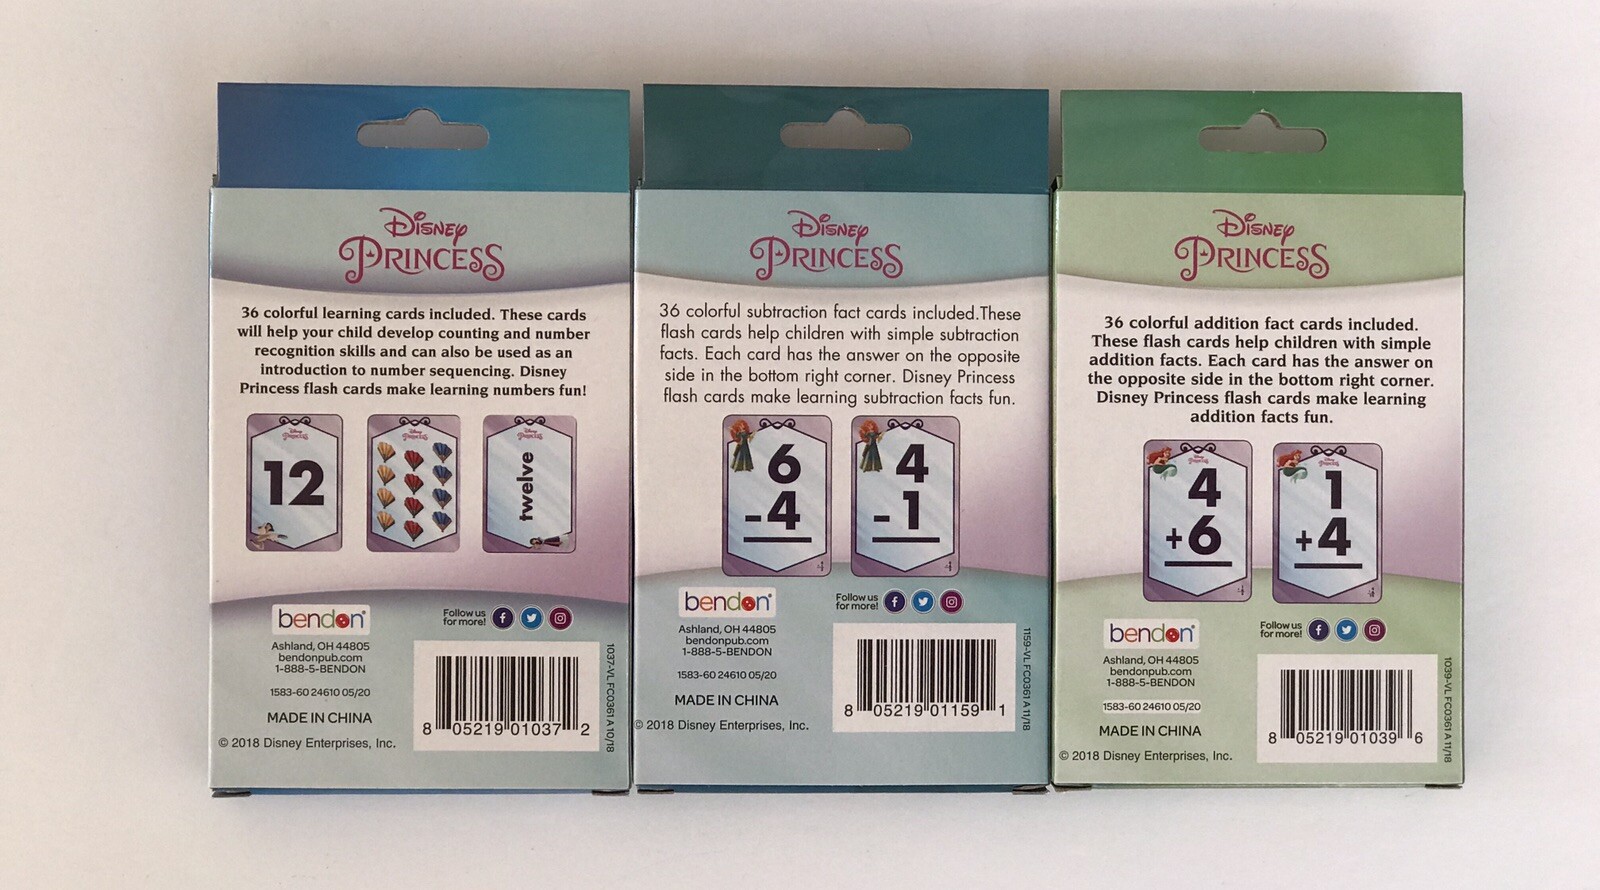 Disney
PRINCESS
36 colorful learning cards included. These cards
will help your child develop counting and number
recognition skills and can also be used as an
introduction to number sequencing. Disney
Princess flash cards make learning numbers fun!
12
twelve
bendon®
Follow us
for more!
Ashland, OH 44805
bendonpub.com
1-888-5-BENDON
1583-60 24610 05/20
MADE IN CHINA
© 2018 Disney Enterprises, Inc.
8 05219 01037 2
1037-VL FC0361 A 10/18
Disney
PRINCESS
36 colorful subtraction fact cards included.These
flash cards help children with simple subtraction
facts. Each card has the answer on the opposite
side in the bottom right corner. Disney Princess
flash cards make learning subtraction facts fun.
6
-4
4
-1
bendon®
Follow us
for more!
Ashland, OH 44805
bendonpub.com
1-888-5-BENDON
1583-60 24610 05/20
MADE IN CHINA
© 2018 Disney Enterprises, Inc.
8 05219 01159 1
1159-VL FC0361 A 11/18
Disney
PRINCESS
36 colorful addition fact cards included.
These flash cards help children with simple
addition facts. Each card has the answer on
the opposite side in the bottom right corner.
Disney Princess flash cards make learning
addition facts fun.
4
+6
1
+4
bendon®
Follow us
for more!
Ashland, OH 44805
bendonpub.com
1-888-5-BENDON
1583-60 24610 05/20
MADE IN CHINA
© 2018 Disney Enterprises, Inc.
8 05219 01039 6
1039-VL FC0361 A 11/18